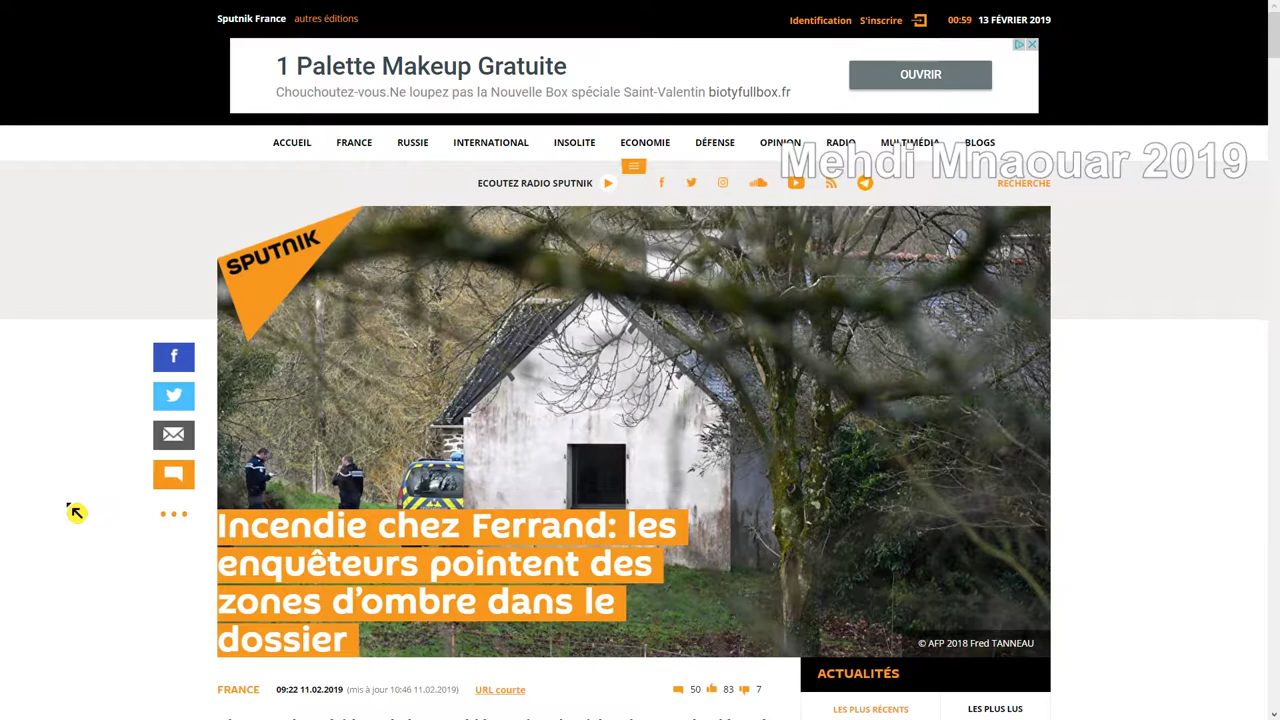 Sputnik France autres éditions
Identification S'inscrire 00:59 13 FÉVRIER 2019
1 Palette Makeup Gratuite
Chouchoutez-vous.Ne loupez pas la Nouvelle Box spéciale Saint-Valentin biotyfullbox.fr
OUVRIR
ACCUEIL FRANCE RUSSIE INTERNATIONAL INSOLITE ECONOMIE DÉFENSE OPINION RADIO MULTIMÉDIA BLOGS
Mehdi Mnaouar 2019
ECOUTEZ RADIO SPUTNIK
RECHERCHE
SPUTNIK
Incendie chez Ferrand: les
enquêteurs pointent des
zones d'ombre dans le
dossier
© AFP 2018 Fred TANNEAU
FRANCE 09:22 11.02.2019 (mis à jour 10:46 11.02.2019) URL courte 50 83 7
ACTUALITÉS
LES PLUS RÉCENTS LES PLUS LUS